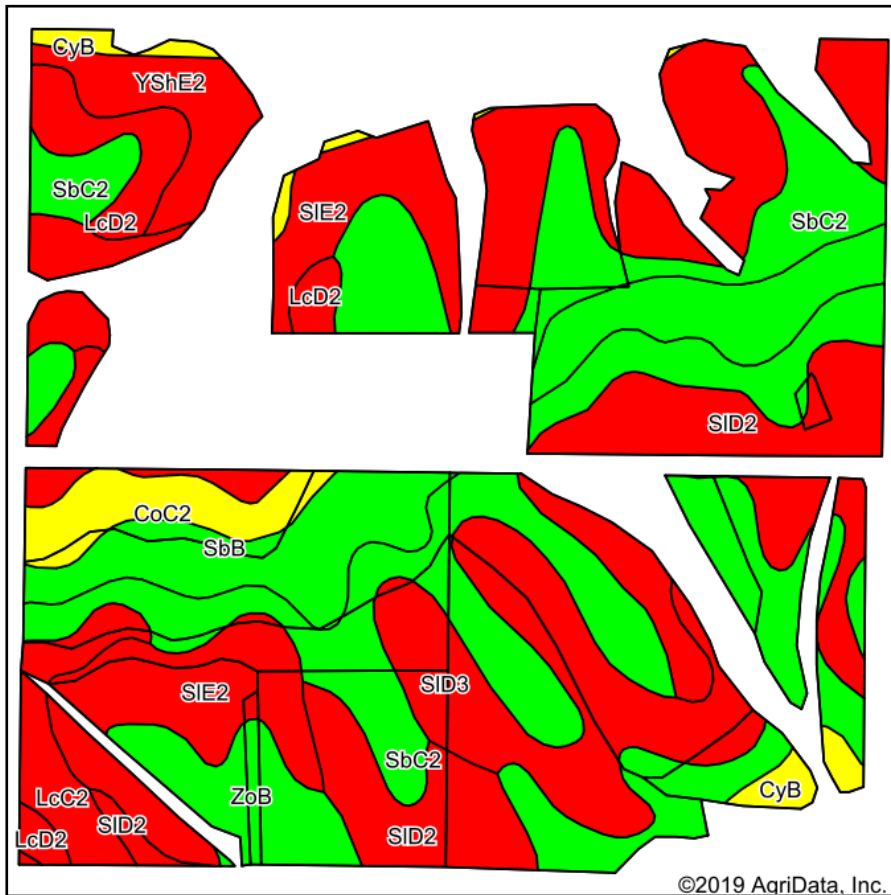 CyB
YShE2
SbC2
LcD2
SIE2
LcD2
SbC2
SID2
CoC2
SbB
SIE2
SID3
SbC2
LcC2
ZoB
CyB
SID2
LcD2
SID2
©2019 AgriData, Inc.